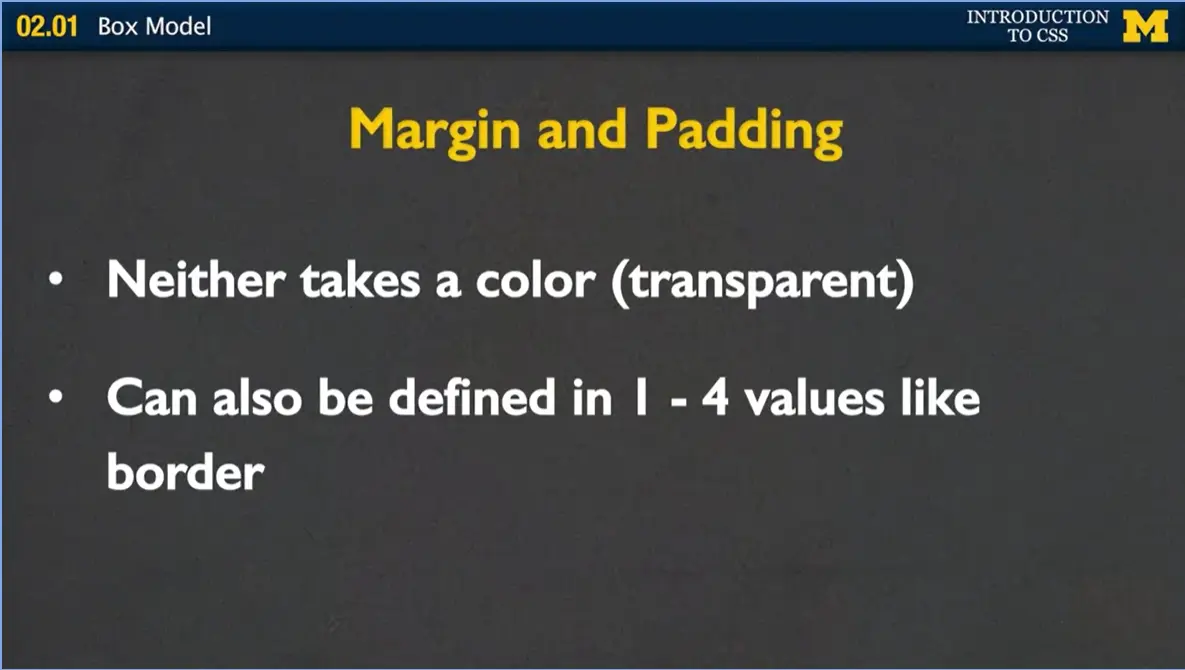 02.01 Box Model
INTRODUCTION
TO CSS
M
Margin and Padding
• Neither takes a color (transparent)
• Can also be defined in 1 - 4 values like
border